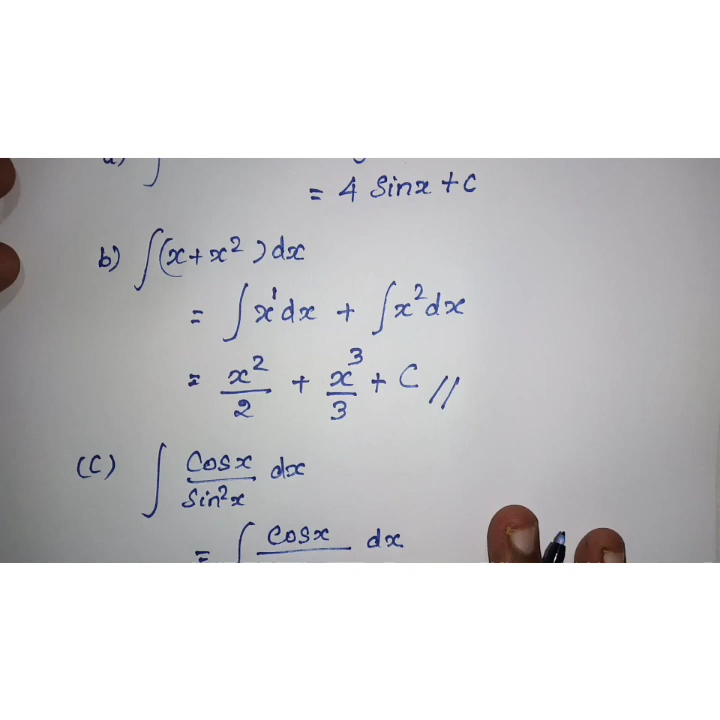 = 4 Sinx + C
b) ∫(x + x²) dx
= ∫x¹dx + ∫x²dx
= x²/2 + x³/3 + C //
(C) ∫ Cosx/Sin²x dx
= ∫ Cosx dx